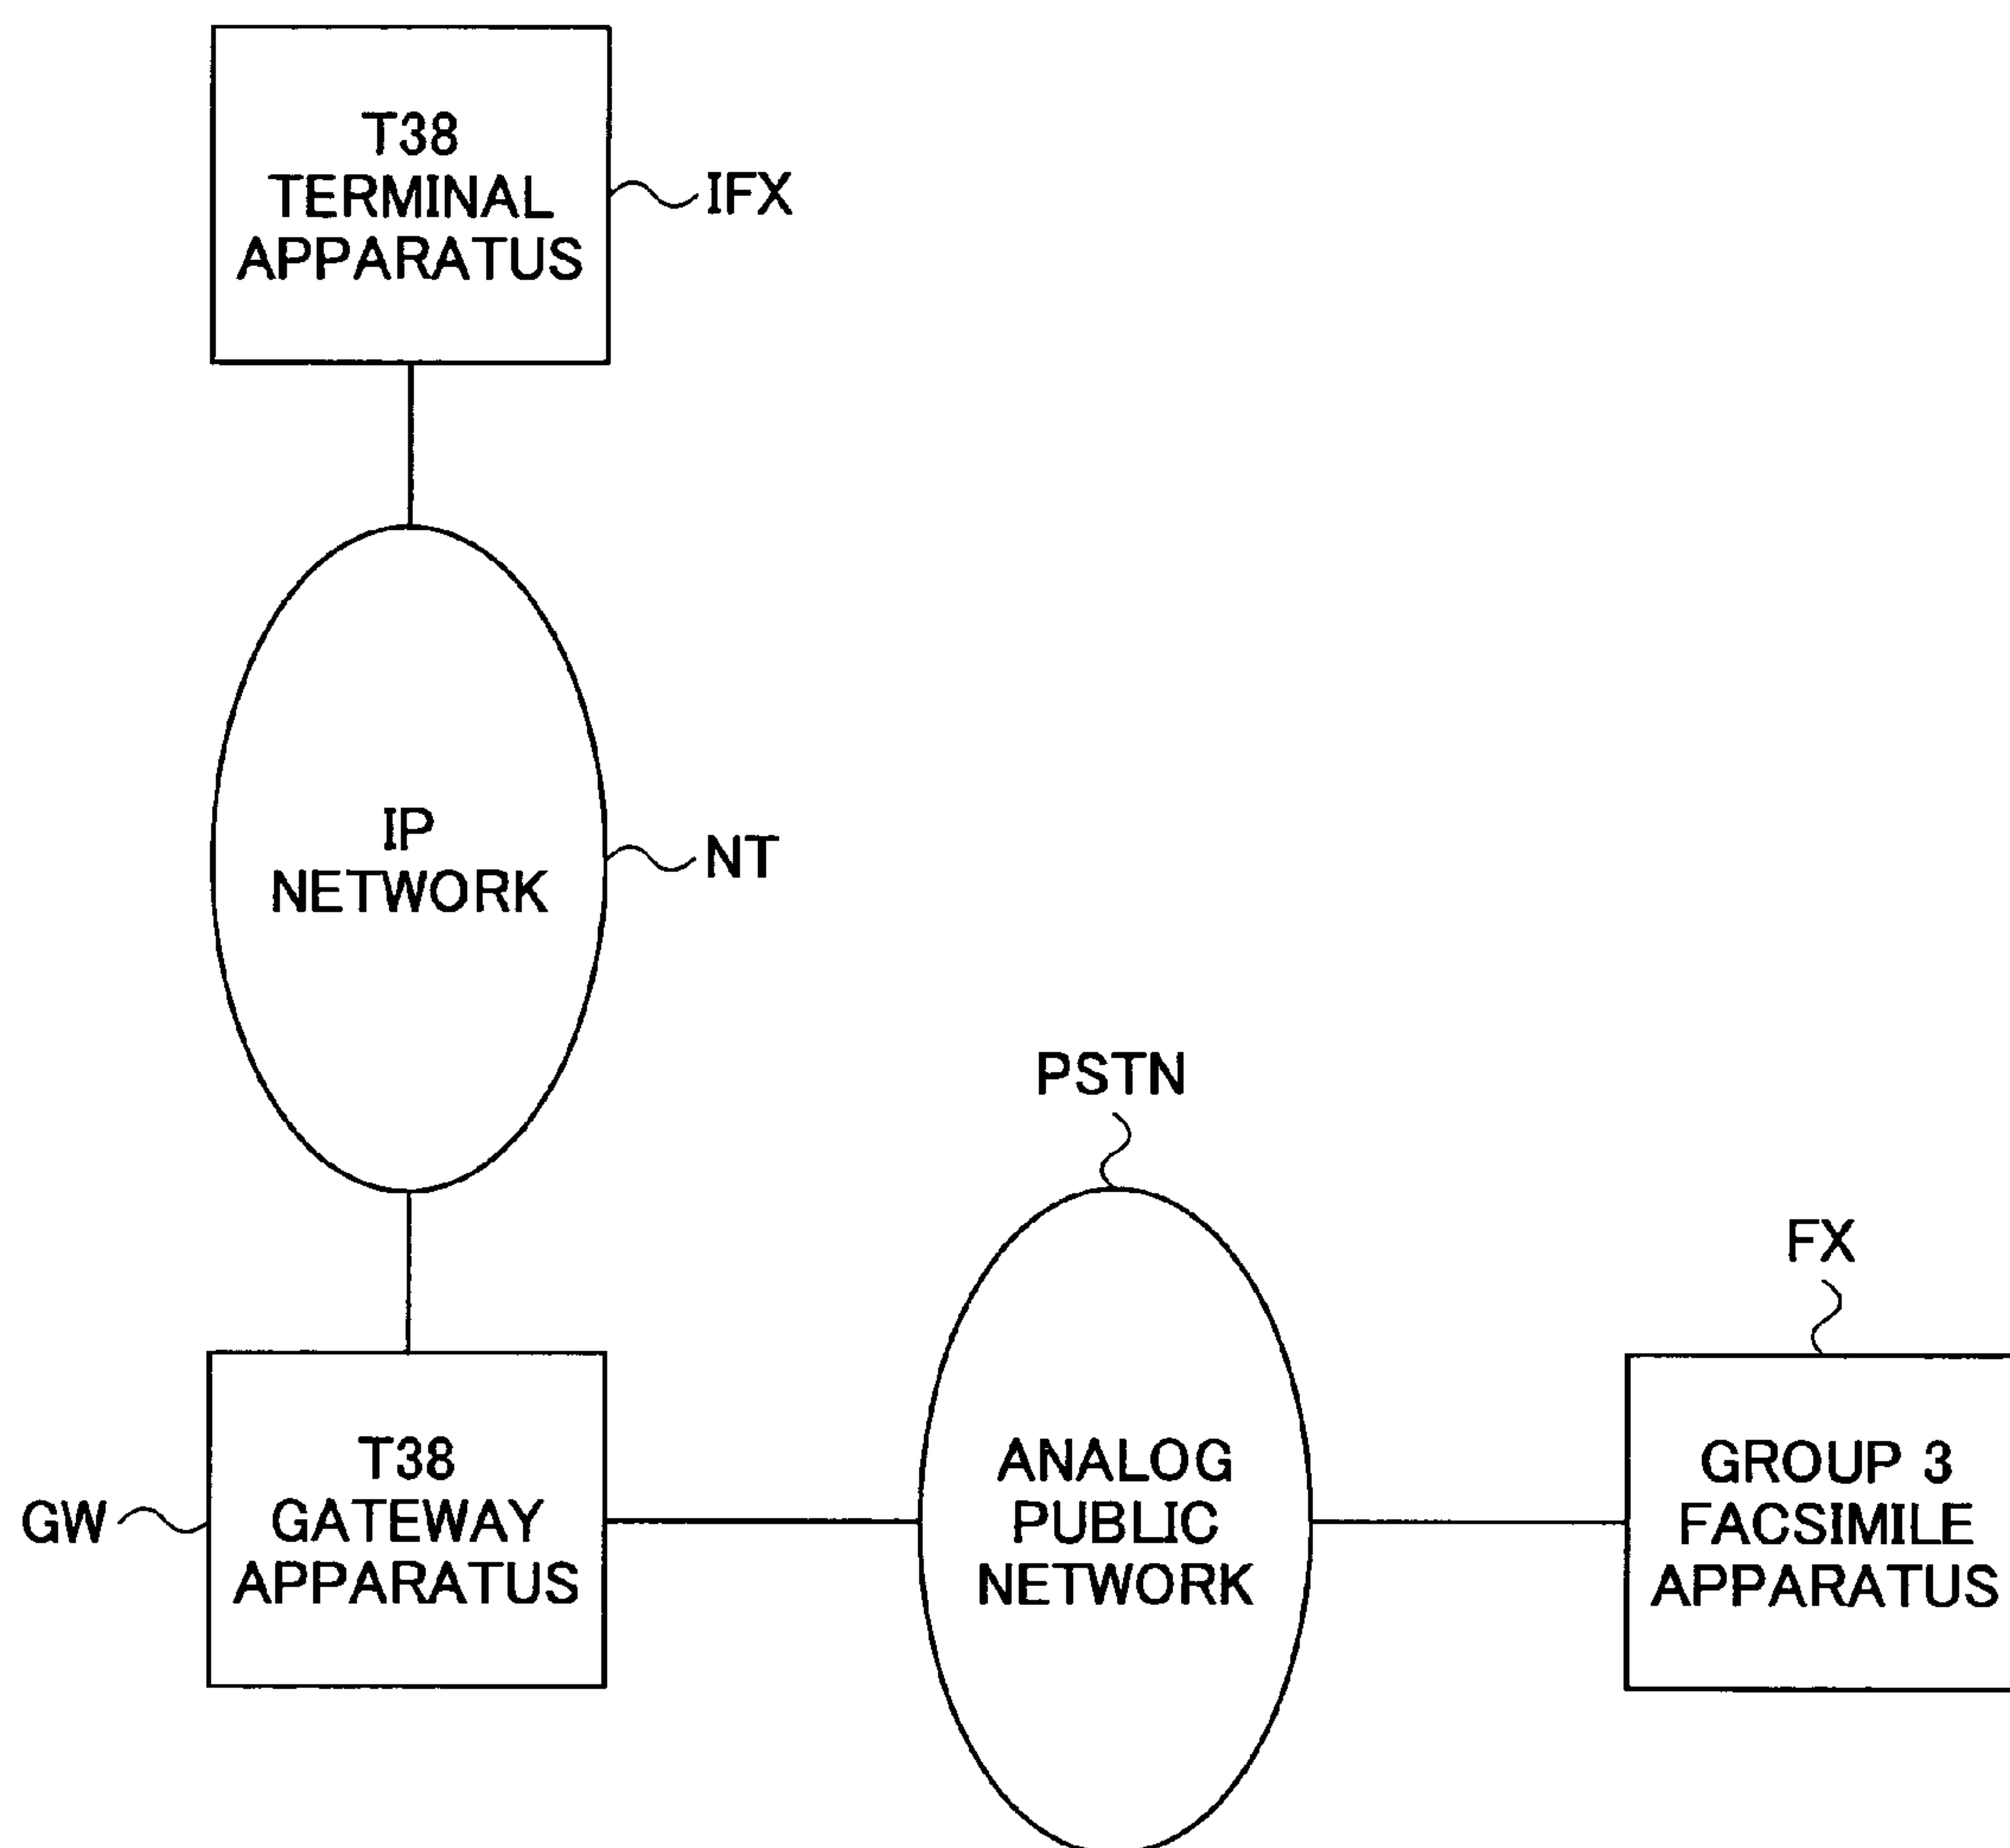 T38
TERMINAL
APPARATUS
IFX
IP
NETWORK
NT
PSTN
FX
GW
T38
GATEWAY
APPARATUS
ANALOG
PUBLIC
NETWORK
GROUP 3
FACSIMILE
APPARATUS